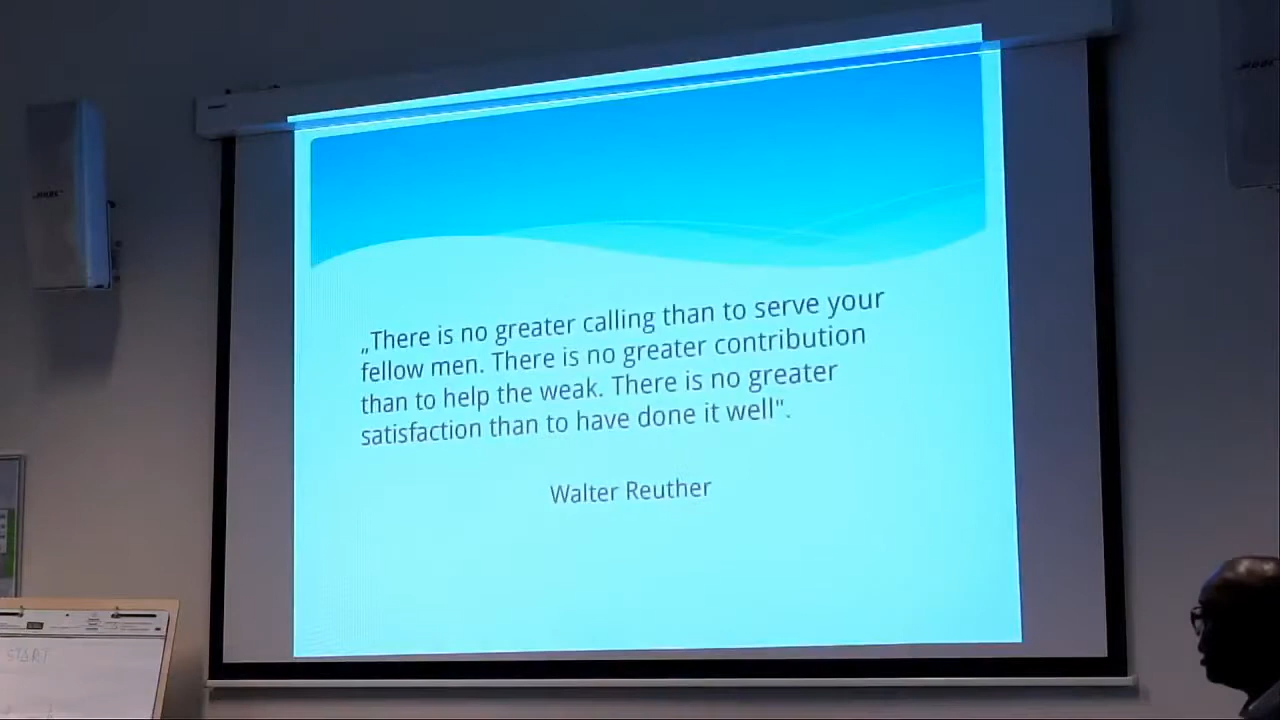 „There is no greater calling than to serve your
fellow men. There is no greater contribution
than to help the weak. There is no greater
satisfaction than to have done it well".
Walter Reuther
START